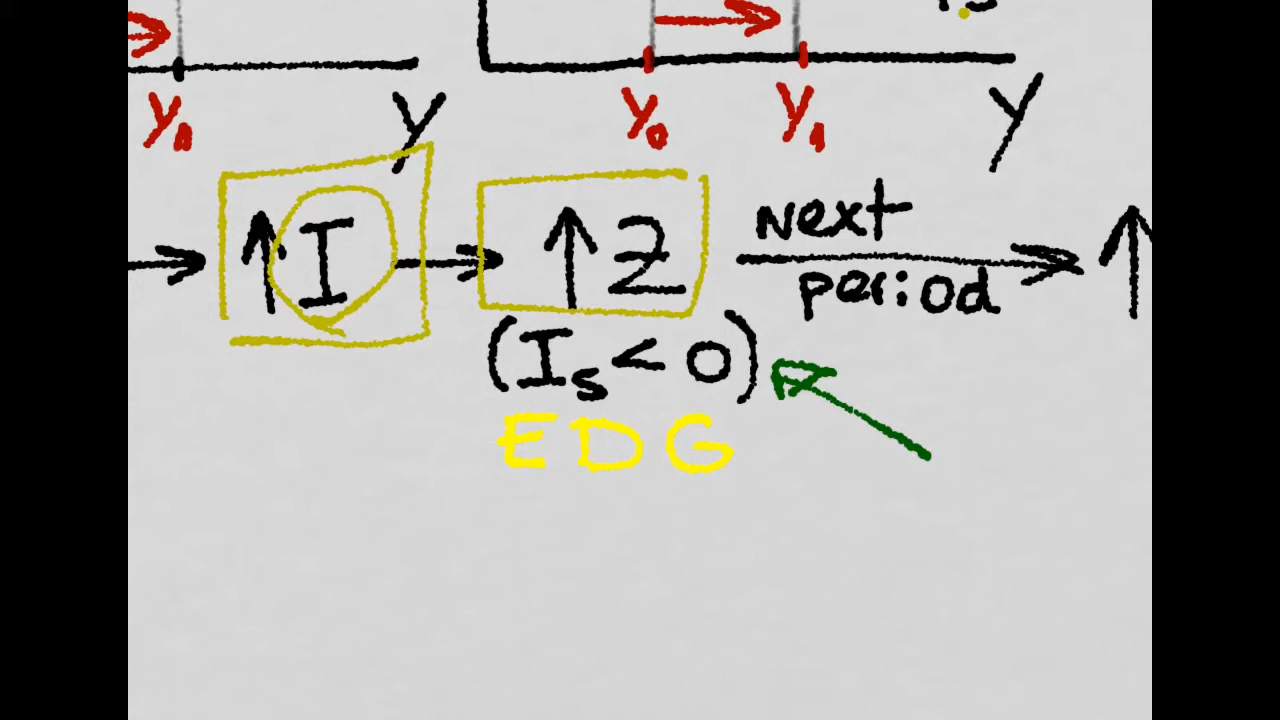 Y₁ Y Y₀ Y₁ Y
↑ I → ↑ Z Next period → ↑
(Iₛ < 0)
EDG